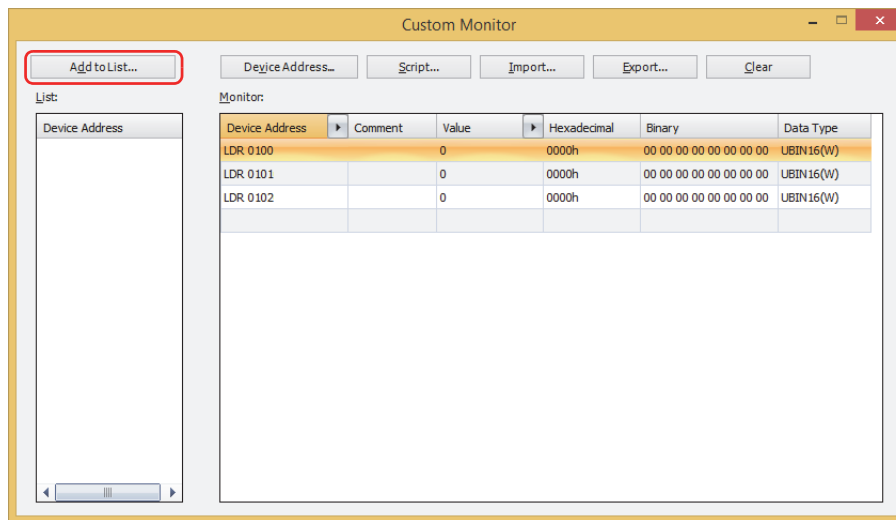 Custom Monitor
Add to List... Device Address... Script... Import... Export... Clear
List: Monitor:
Device Address Device Address Comment Value Hexadecimal Binary Data Type
LDR 0100 0 0000h 00 00 00 00 00 00 00 00 UBIN16(W)
LDR 0101 0 0000h 00 00 00 00 00 00 00 00 UBIN16(W)
LDR 0102 0 0000h 00 00 00 00 00 00 00 00 UBIN16(W)